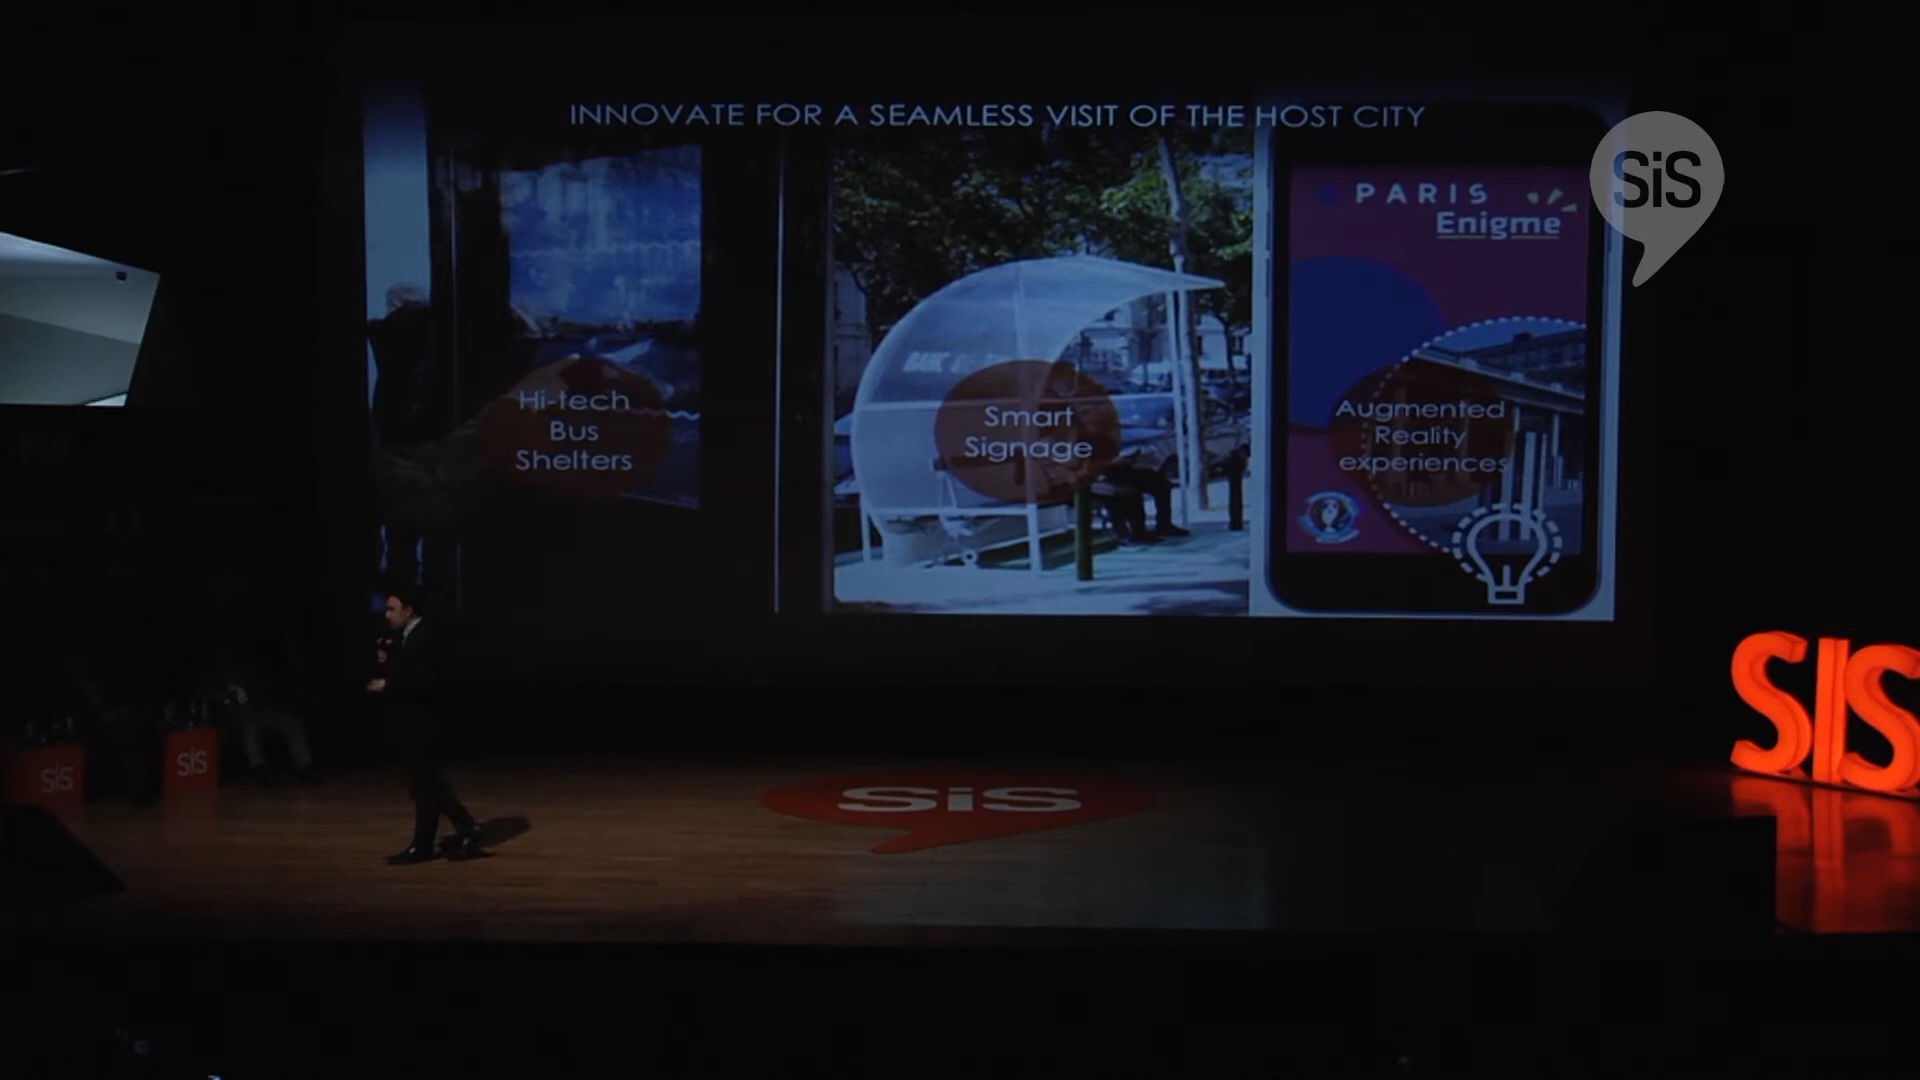 INNOVATE FOR A SEAMLESS VISIT OF THE HOST CITY
SiS
PARIS
Enigme
Hi-tech
Bus
Shelters
Smart
Signage
Augmented
Reality
experiences
SIS
SiS
SiS
SiS